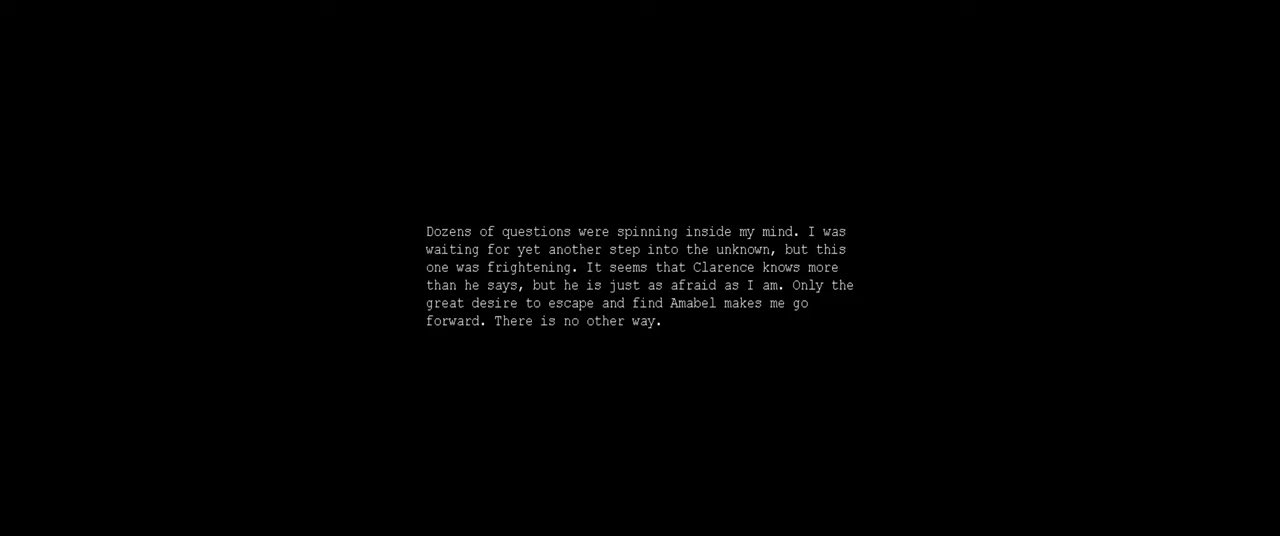 Dozens of questions were spinning inside my mind. I was
waiting for yet another step into the unknown, but this
one was frightening. It seems that Clarence knows more
than he says, but he is just as afraid as I am. Only the
great desire to escape and find Amabel makes me go
forward. There is no other way.